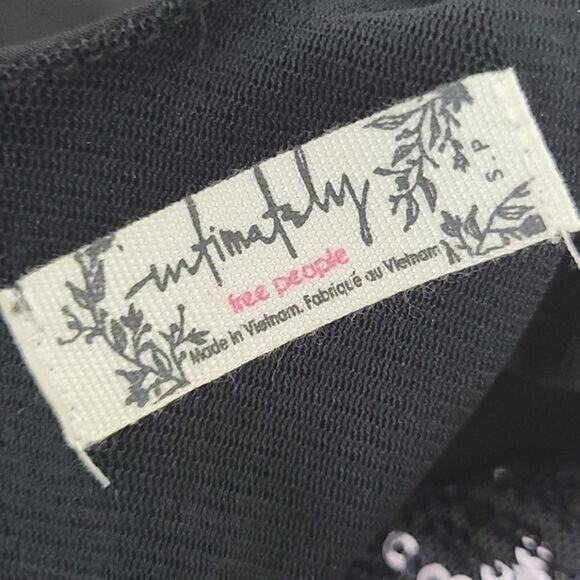 intimately
free people
Made in Vietnam. Fabriqué au Vietnam
S.P